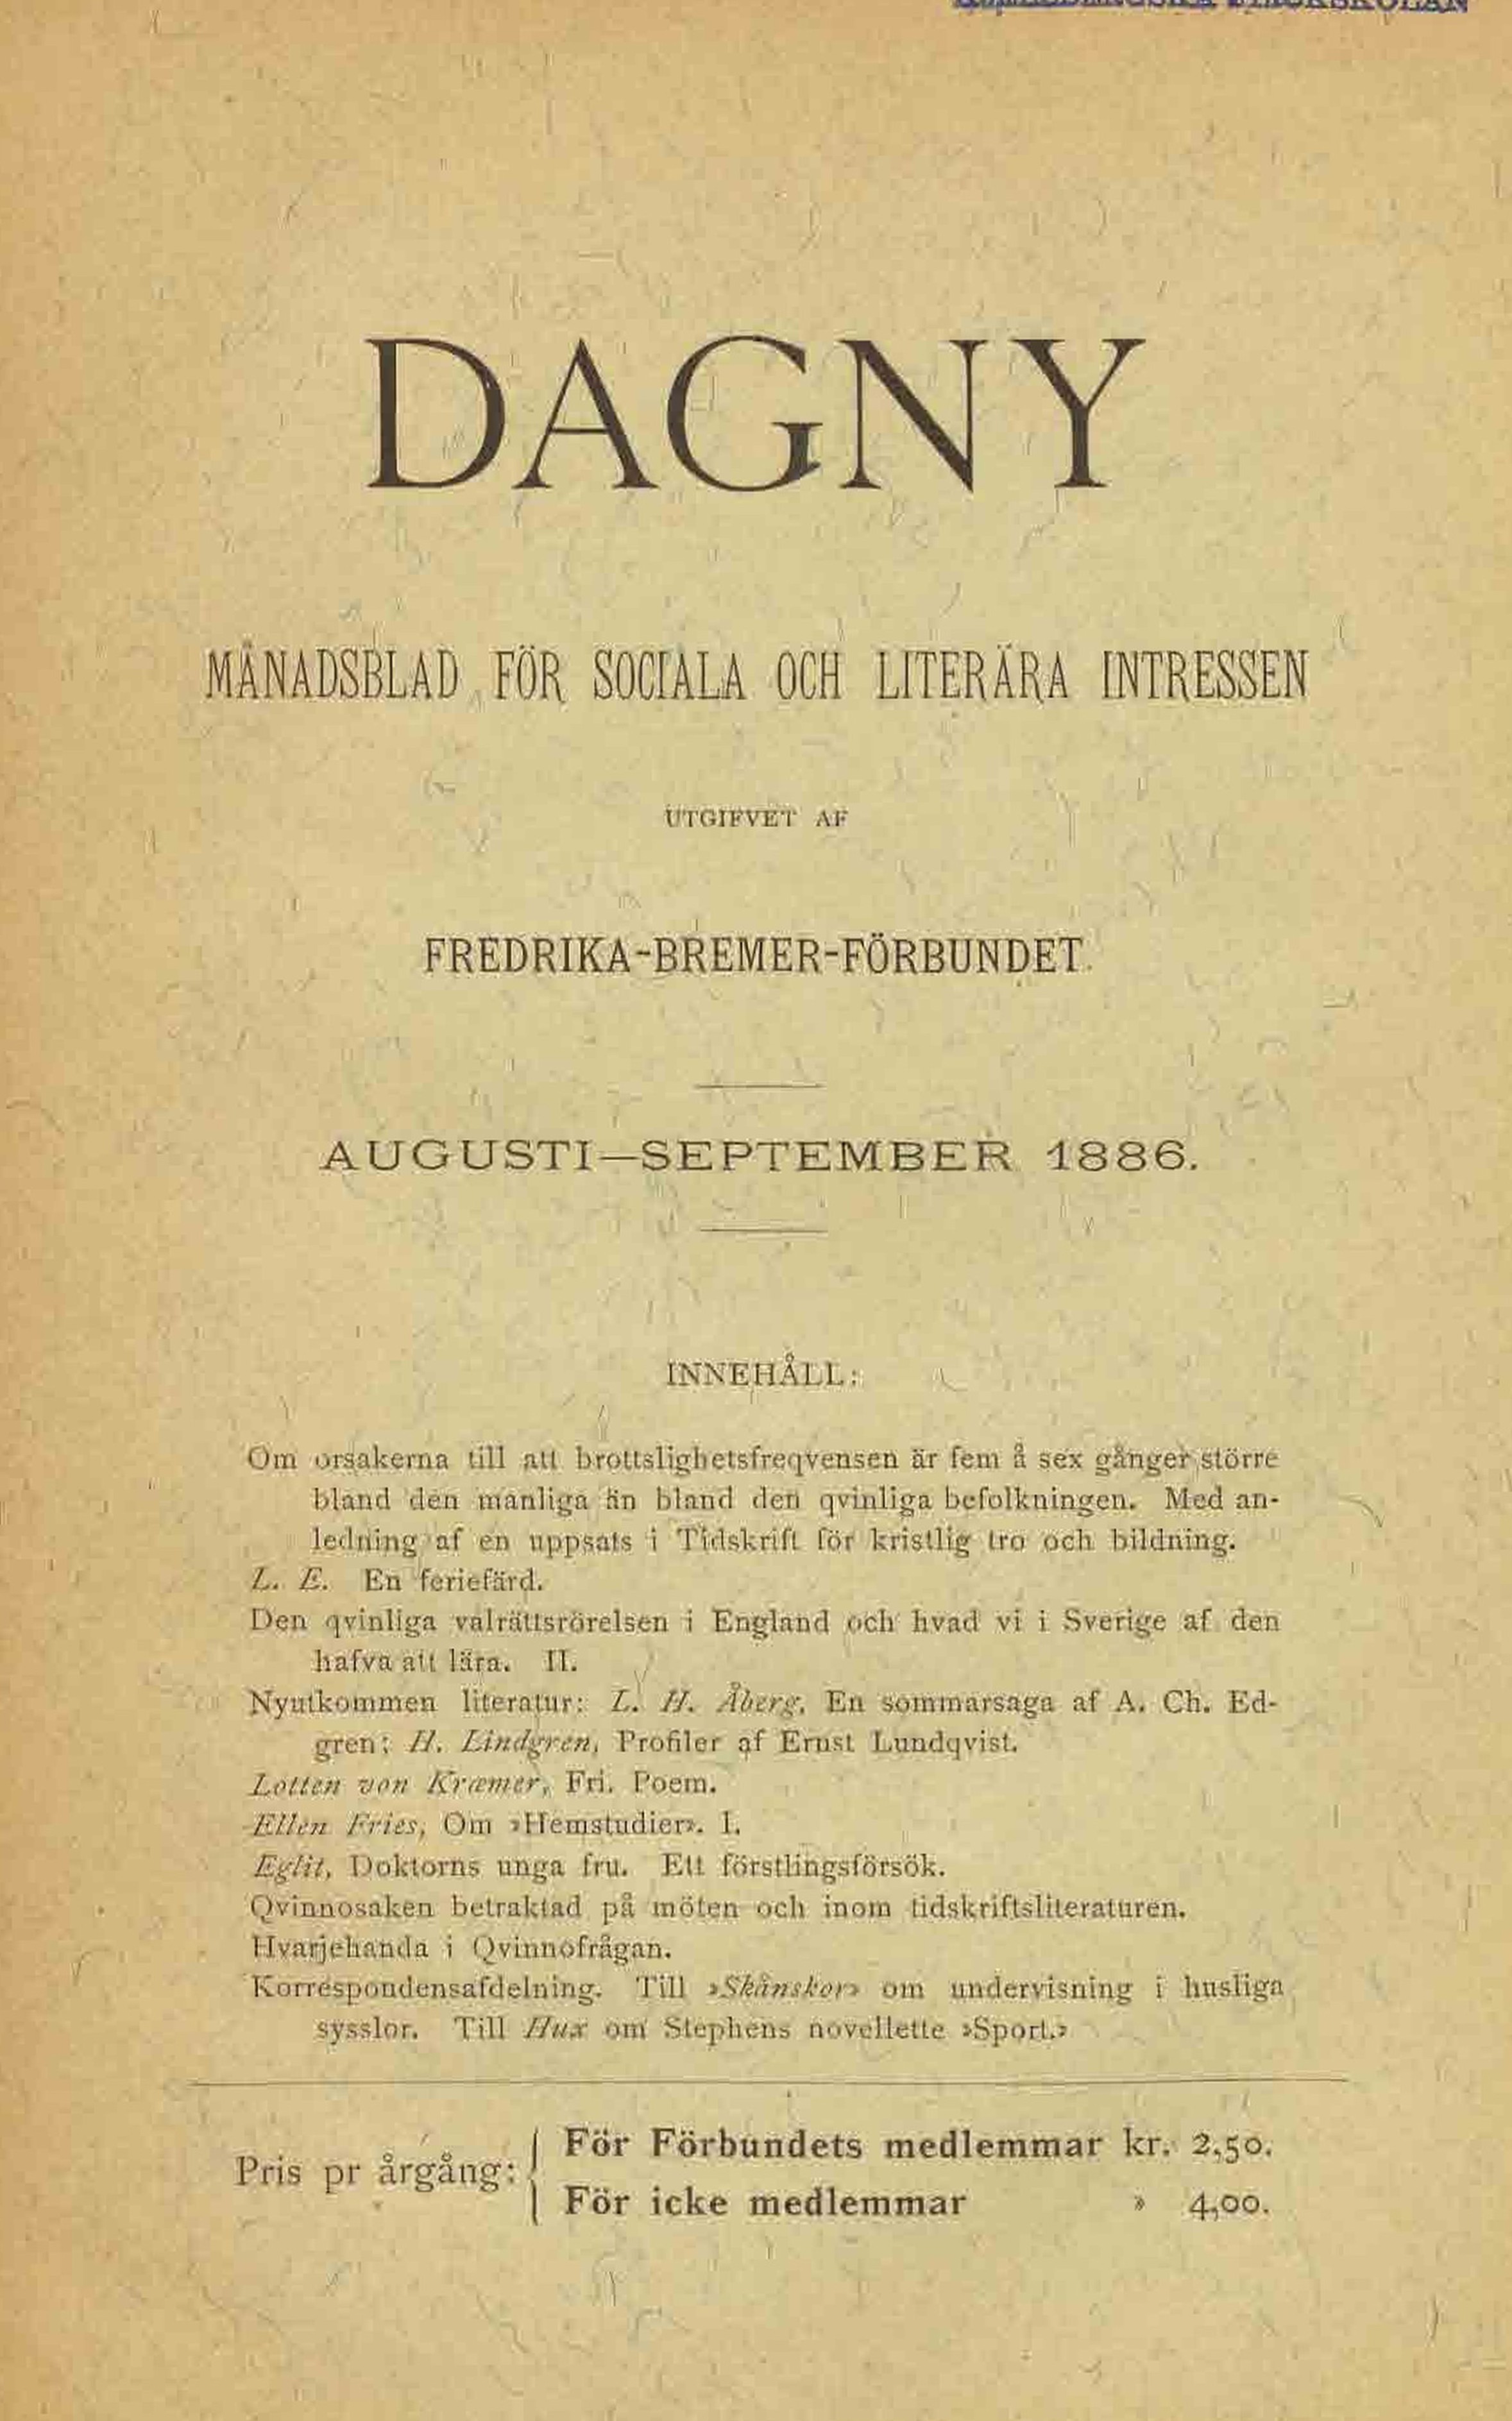 DAGNY
MÅNADSBLAD FÖR SOCIALA OCH LITERÄRA INTRESSEN
UTGIFVET AF
FREDRIKA-BREMER-FÖRBUNDET
AUGUSTI—SEPTEMBER 1886.
INNEHÅLL:
Om orsakerna till att brottslighetsfreqvensen är fem å sex gånger större
bland den manliga än bland den qvinliga befolkningen. Med an-
ledning af en uppsats i Tidskrift för kristlig tro och bildning.
L. E. En feriefärd.
Den qvinliga valrättsrörelsen i England och hvad vi i Sverige af den
hafva att lära. II.
Nyutkommen literatur: L. H. Åberg, En sommarsaga af A. Ch. Ed-
gren; H. Lindgren, Profiler af Ernst Lundqvist.
Lotten von Kræmer, Fri. Poem.
Ellen Fries, Om »Hemstudier». I.
Eglit, Doktorns unga fru. Ett förstlingsförsök.
Qvinnosaken betraktad på möten och inom tidskriftsliteraturen.
Hvarjehanda i Qvinnofrågan.
Korrespondensafdelning. Till »Skånskor» om undervisning i husliga
sysslor. Till Hux om Stephens novellette »Sport.»
Pris pr årgång: { För Förbundets medlemmar kr. 2,50.
För icke medlemmar » 4,00.